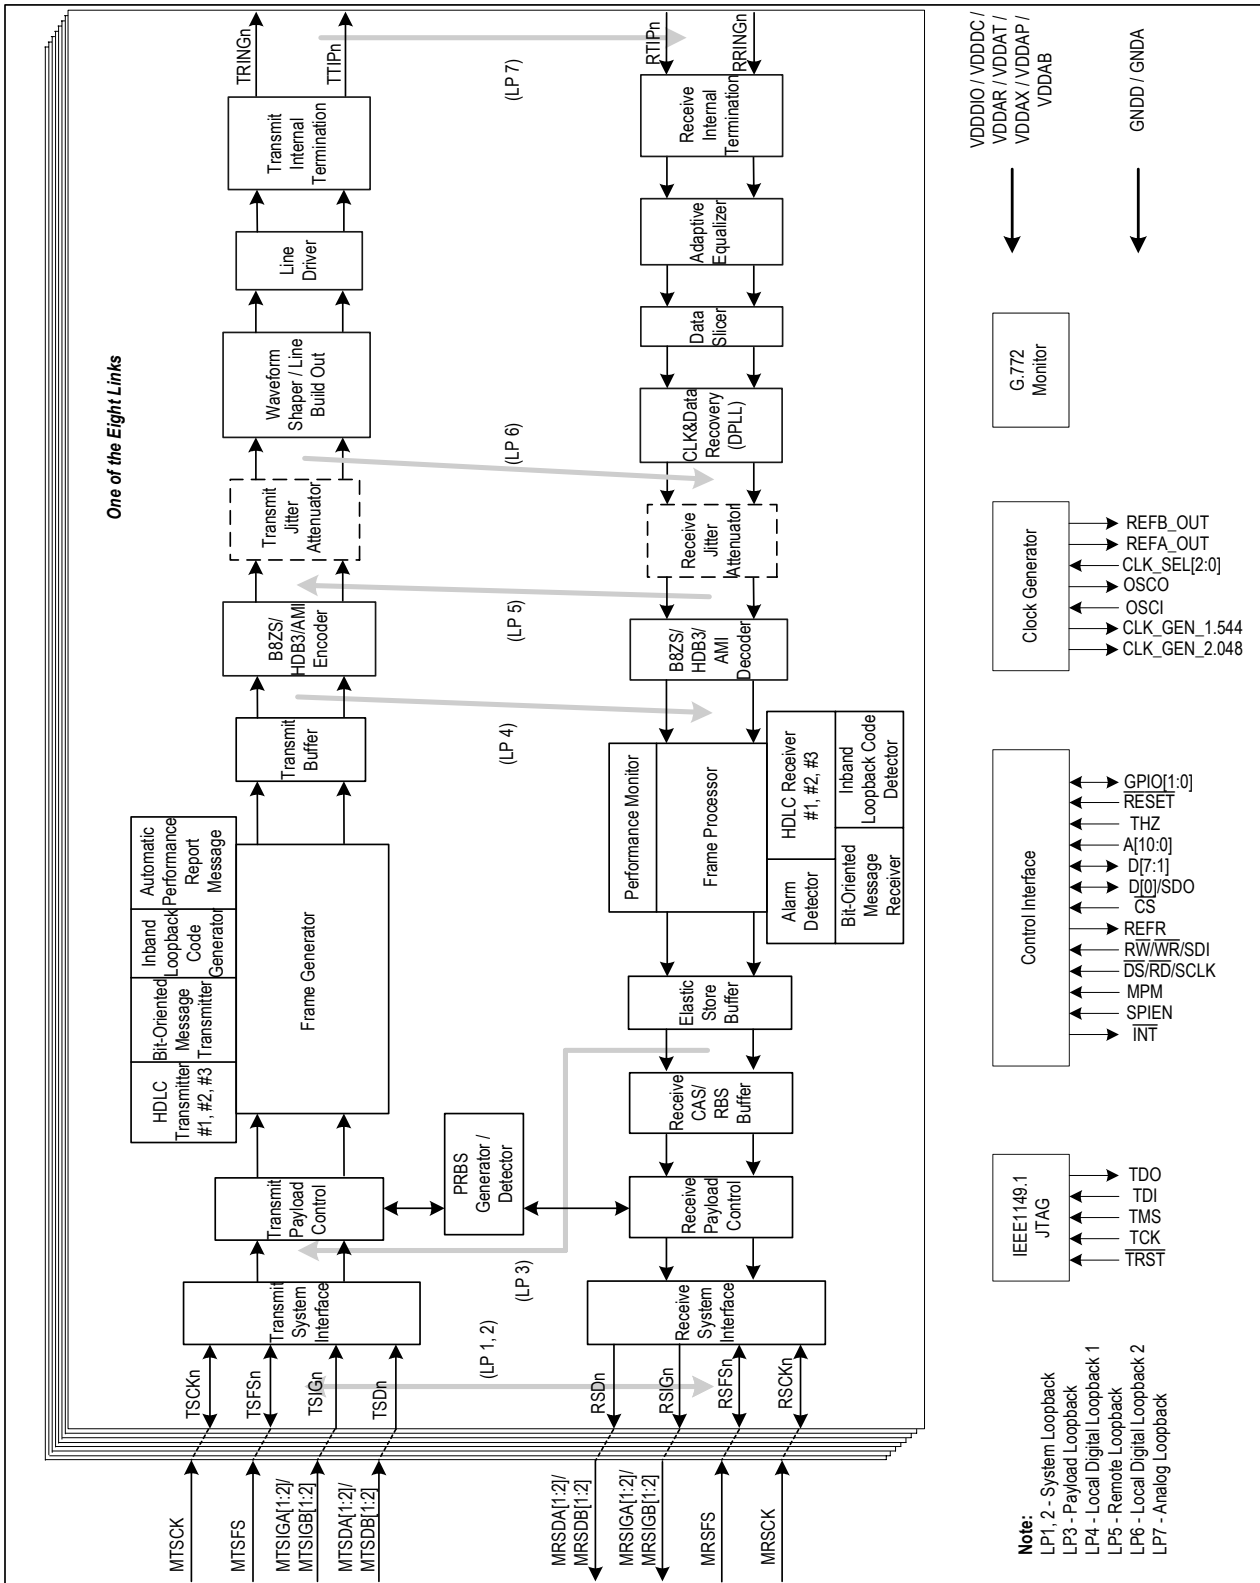 One of the Eight Links
TRINGn
TTIPn
(LP 7)
RTIPn
RRINGn
Transmit
Internal
Termination
Receive
Internal
Termination
Line
Driver
Adaptive
Equalizer
Waveform
Shaper / Line
Build Out
Data
Slicer
CLK&Data
Recovery
(DPLL)
(LP 6)
Transmit
Jitter
Attenuator
Receive
Jitter
Attenuator
(LP 5)
B8ZS/
HDB3/AMI
Encoder
B8ZS/
HDB3/
AMI
Decoder
(LP 4)
Transmit
Buffer
Automatic
Performance
Report
Message
Inband
Loopback
Code
Generator
Bit-Oriented
Message
Transmitter
HDLC
Transmitter
#1, #2, #3
Frame Generator
Performance Monitor
Frame Processor
HDLC Receiver
#1, #2, #3
Inband
Loopback Code
Detector
Alarm
Detector
Bit-Oriented
Message
Receiver
Elastic
Store
Buffer
Receive
CAS/
RBS
Buffer
Transmit
Payload
Control
PRBS
Generator /
Detector
Receive
Payload
Control
(LP 3)
Transmit
System
Interface
Receive
System
Interface
(LP 1, 2)
TSCKn
TSFSn
TSIGn
TSDn
RSDn
RSIGn
RSFSn
RSCKn
MTSCK
MTSFS
MTSIGA[1:2]/
MTSIGB[1:2]
MTSDA[1:2]/
MTSDB[1:2]
MRSDA[1:2]/
MRSDB[1:2]
MRSIGA[1:2]/
MRSIGB[1:2]
MRSFS
MRSCK
VDDDIO / VDDDC /
VDDAR / VDDAT /
VDDAX / VDDAP /
VDDAB
GNDD / GNDA
G.772
Monitor
Clock Generator
REFB_OUT
REFA_OUT
CLK_SEL[2:0]
OSCO
OSCI
CLK_GEN_1.544
CLK_GEN_2.048
Control Interface
GPIO[1:0]
RESET
THZ
A[10:0]
D[7:1]
D[0]/SDO
CS
REFR
RW/WR/SDI
DS/RD/SCLK
MPM
SPIEN
INT
IEEE1149.1
JTAG
TDO
TDI
TMS
TCK
TRST
Note:
LP1, 2 - System Loopback
LP3 - Payload Loopback
LP4 - Local Digital Loopback 1
LP5 - Remote Loopback
LP6 - Local Digital Loopback 2
LP7 - Analog Loopback